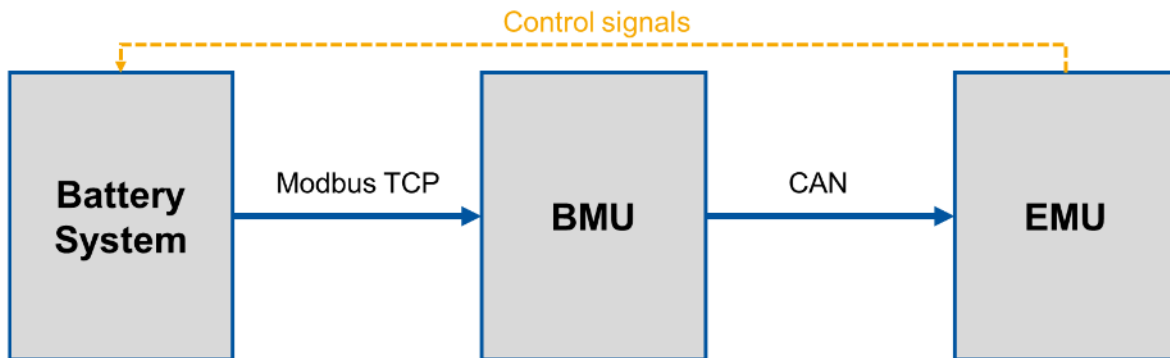 Control signals
Battery
System
Modbus TCP
BMU
CAN
EMU